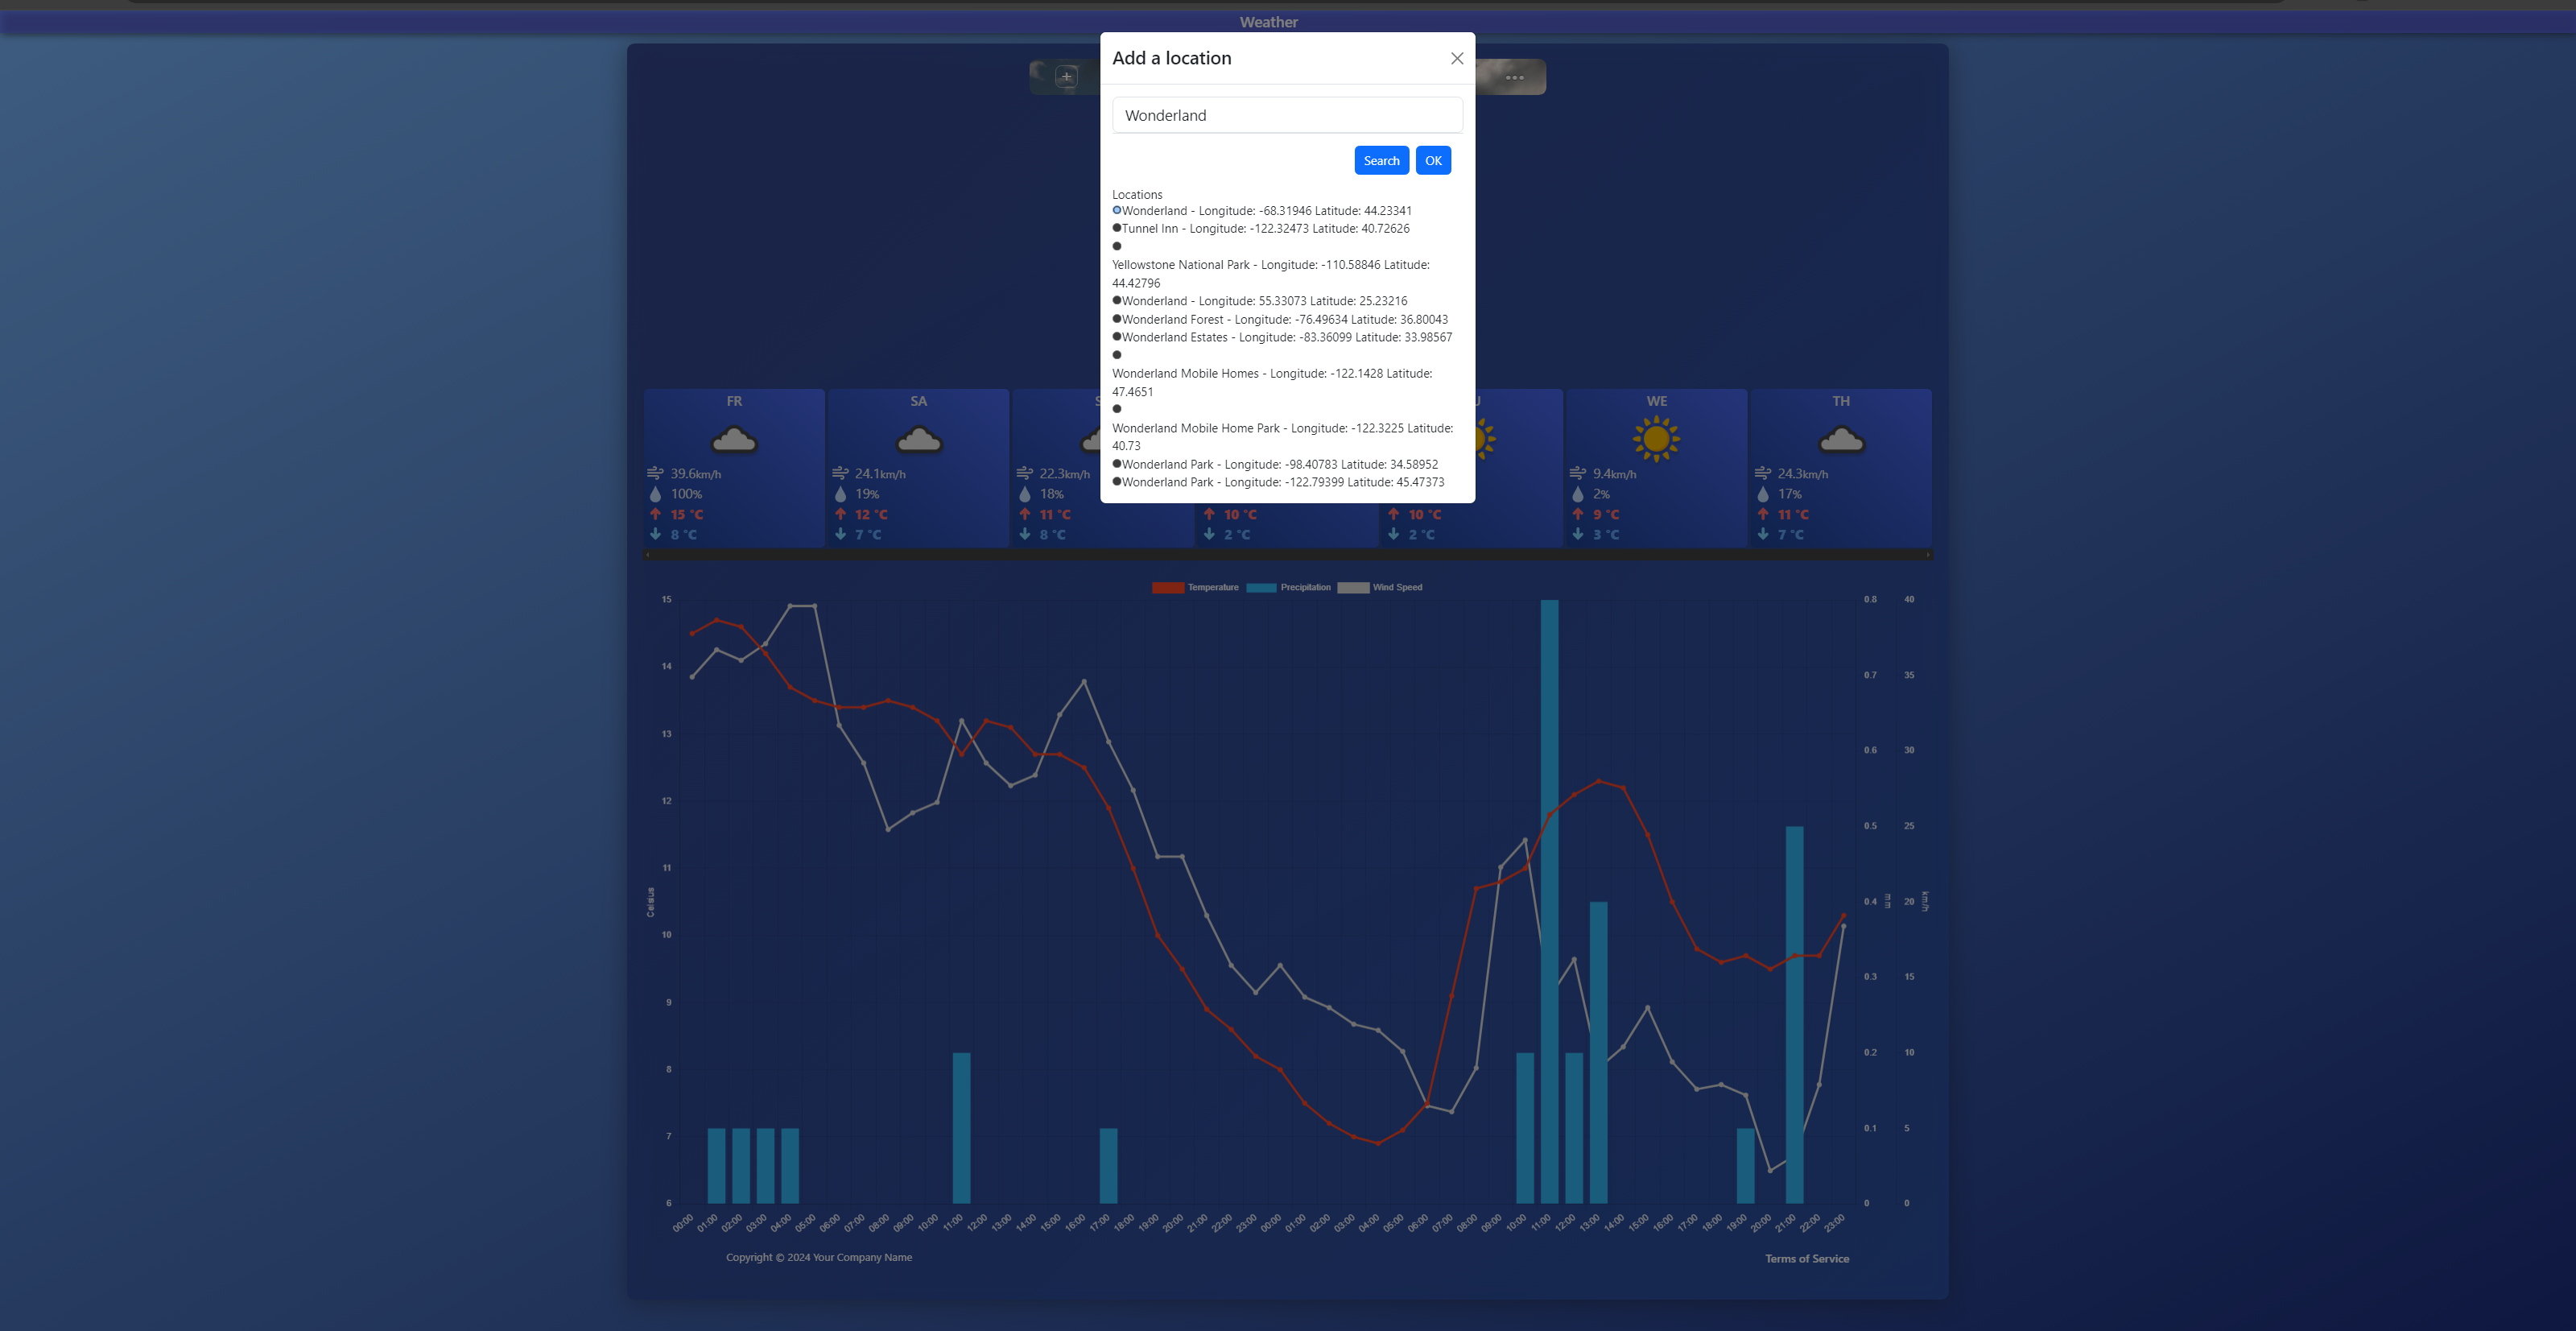 Weather
Add a location
Wonderland
Search OK
Locations
Wonderland - Longitude: -68.31946 Latitude: 44.23341
Tunnel Inn - Longitude: -122.32473 Latitude: 40.72626
Yellowstone National Park - Longitude: -110.58846 Latitude:
44.42796
Wonderland - Longitude: 55.33073 Latitude: 25.23216
Wonderland Forest - Longitude: -76.49634 Latitude: 36.80043
Wonderland Estates - Longitude: -83.36099 Latitude: 33.98567
Wonderland Mobile Homes - Longitude: -122.1428 Latitude:
47.4651
Wonderland Mobile Home Park - Longitude: -122.3225 Latitude:
40.73
Wonderland Park - Longitude: -98.40783 Latitude: 34.58952
Wonderland Park - Longitude: -122.79399 Latitude: 45.47373
FR SA WE TH
39.6km/h 24.1km/h 22.3km/h 9.4km/h 24.3km/h
100% 19% 18% 2% 17%
15 °C 12 °C 11 °C 10 °C 10 °C 9 °C 11 °C
8 °C 7 °C 8 °C 2 °C 2 °C 3 °C 7 °C
Temperature Precipitation Wind Speed
15 0.8 40
14 0.7 35
13 0.6 30
12 0.5 25
11
Celsius 0.4 mm 20 km/h
10 0.3 15
9
8 0.2 10
7 0.1 5
6 0 0
00:00 01:00 02:00 03:00 04:00 05:00 06:00 07:00 08:00 09:00 10:00 11:00 12:00 13:00 14:00 15:00 16:00 17:00 18:00 19:00 20:00 21:00 22:00 23:00 00:00 01:00 02:00 03:00 04:00 05:00 06:00 07:00 08:00 09:00 10:00 11:00 12:00 13:00 14:00 15:00 16:00 17:00 18:00 19:00 20:00 21:00 22:00 23:00
Copyright © 2024 Your Company Name Terms of Service